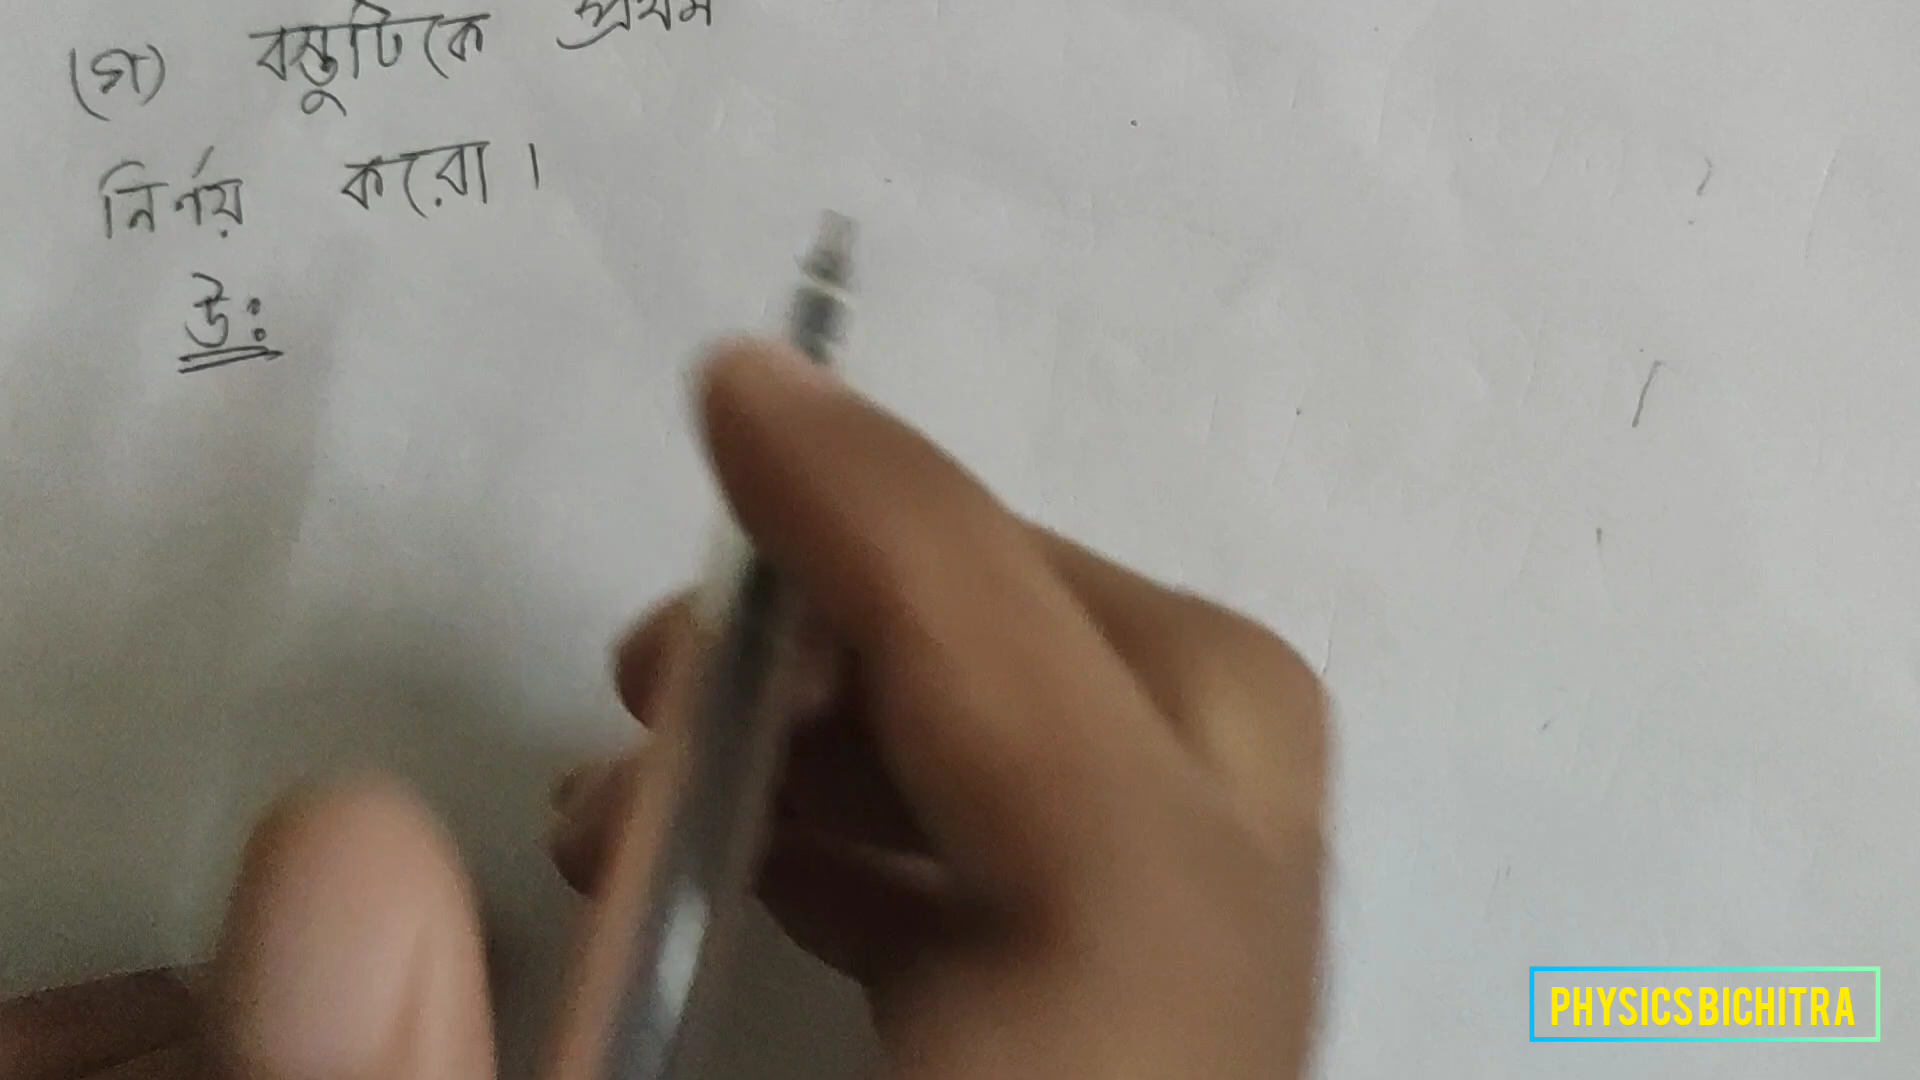 (গ) বস্তুটিকে প্রথম
নির্ণয় করো।
উঃ
PHYSICS BICHITRA